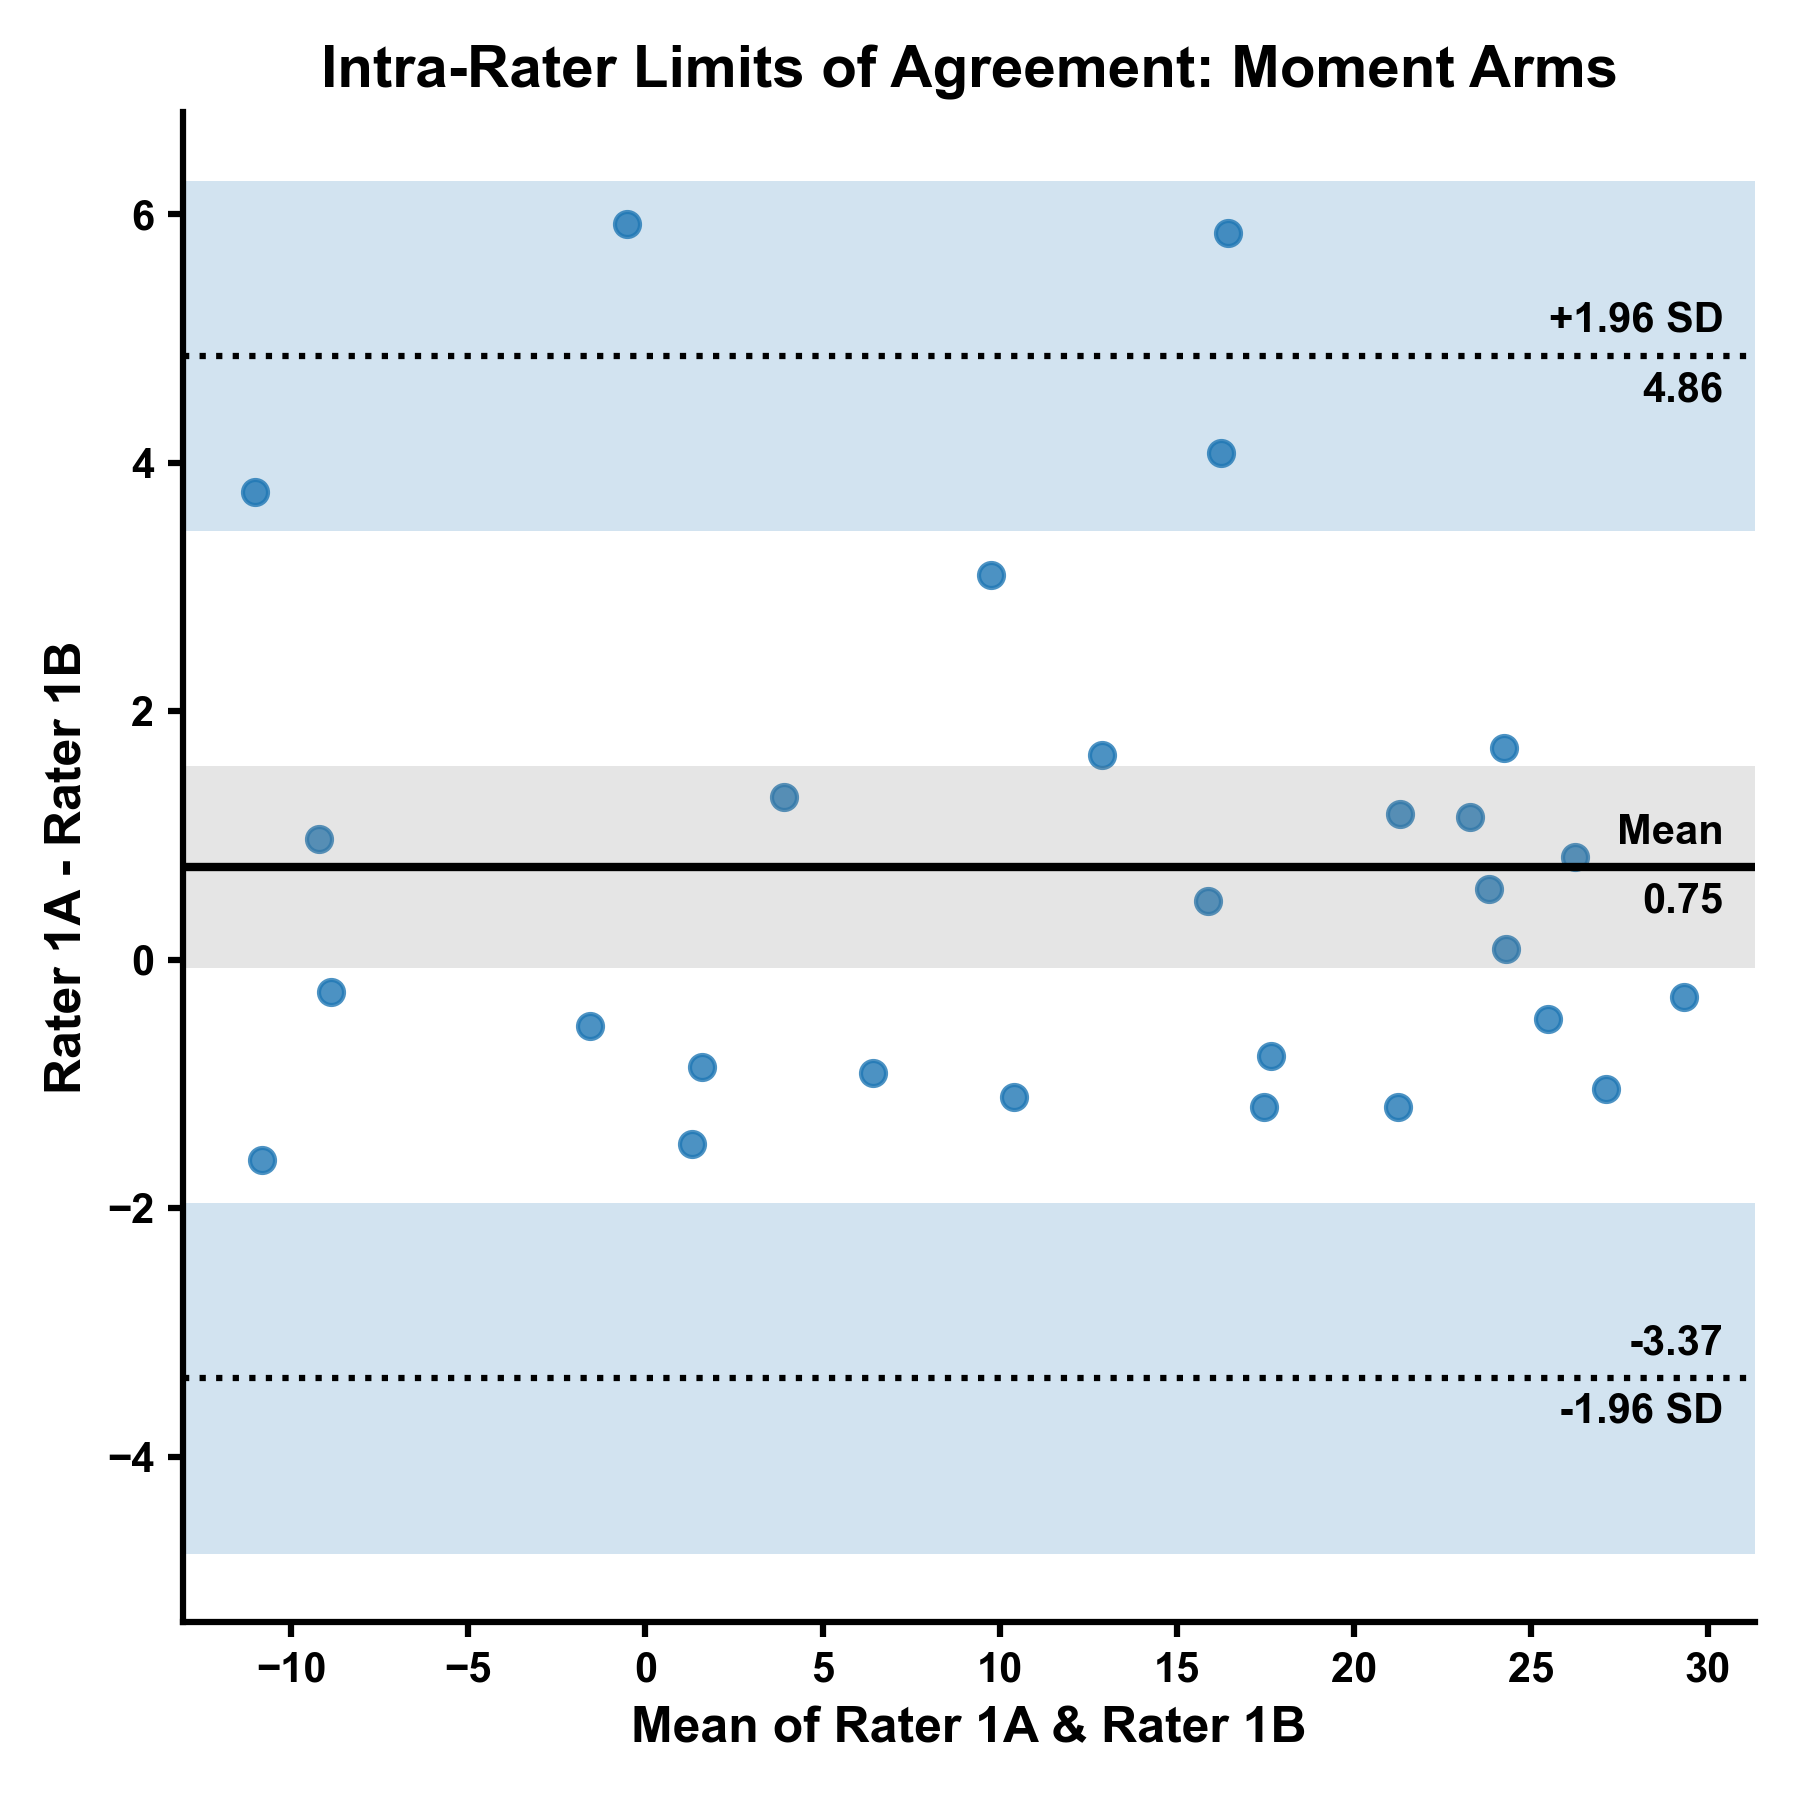 Intra-Rater Limits of Agreement: Moment Arms
Rater 1A - Rater 1B
6
4
2
0
−2
−4
+1.96 SD
4.86
Mean
0.75
-3.37
-1.96 SD
−10 −5 0 5 10 15 20 25 30
Mean of Rater 1A & Rater 1B